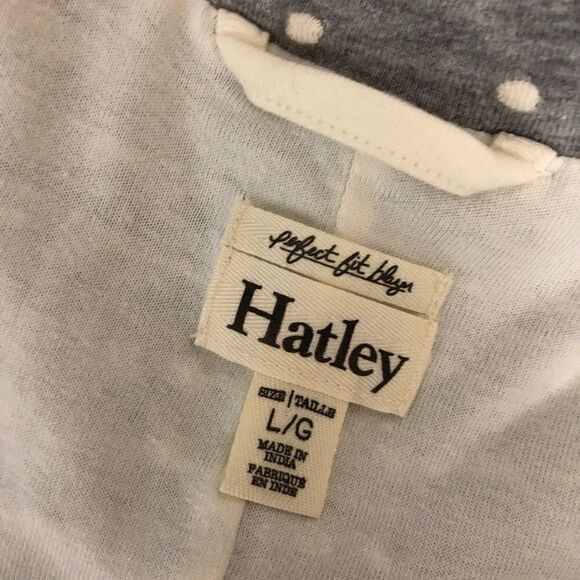 perfect fit blazer
Hatley
SIZE | TAILLE
L/G
MADE IN
INDIA
FABRIQUÉ
EN INDE